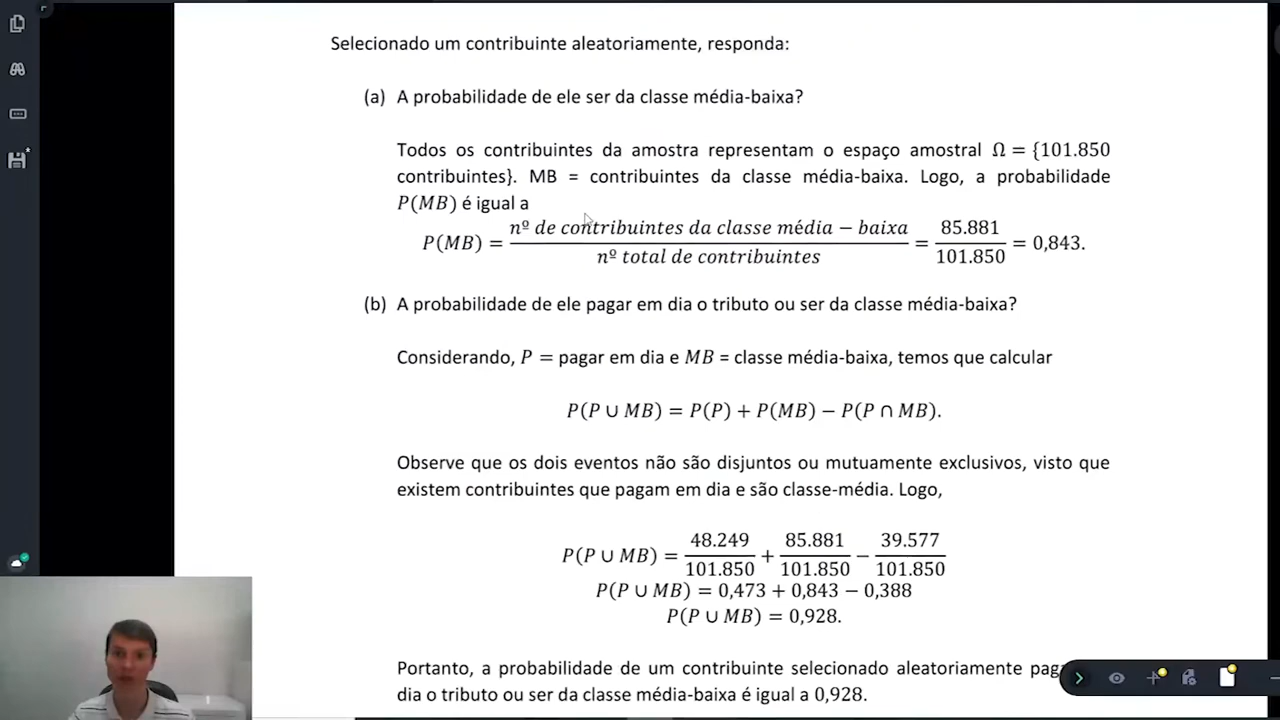 Selecionado um contribuinte aleatoriamente, responda:
(a) A probabilidade de ele ser da classe média-baixa?
Todos os contribuintes da amostra representam o espaço amostral Ω = {101.850
contribuintes}. MB = contribuintes da classe média-baixa. Logo, a probabilidade
P(MB) é igual a
P(MB) = nº de contribuintes da classe média − baixa / nº total de contribuintes = 85.881 / 101.850 = 0,843.
(b) A probabilidade de ele pagar em dia o tributo ou ser da classe média-baixa?
Considerando, P = pagar em dia e MB = classe média-baixa, temos que calcular
P(P ∪ MB) = P(P) + P(MB) − P(P ∩ MB).
Observe que os dois eventos não são disjuntos ou mutuamente exclusivos, visto que
existem contribuintes que pagam em dia e são classe-média. Logo,
P(P ∪ MB) = 48.249 / 101.850 + 85.881 / 101.850 − 39.577 / 101.850
P(P ∪ MB) = 0,473 + 0,843 − 0,388
P(P ∪ MB) = 0,928.
Portanto, a probabilidade de um contribuinte selecionado aleatoriamente
dia o tributo ou ser da classe média-baixa é igual a 0,928.